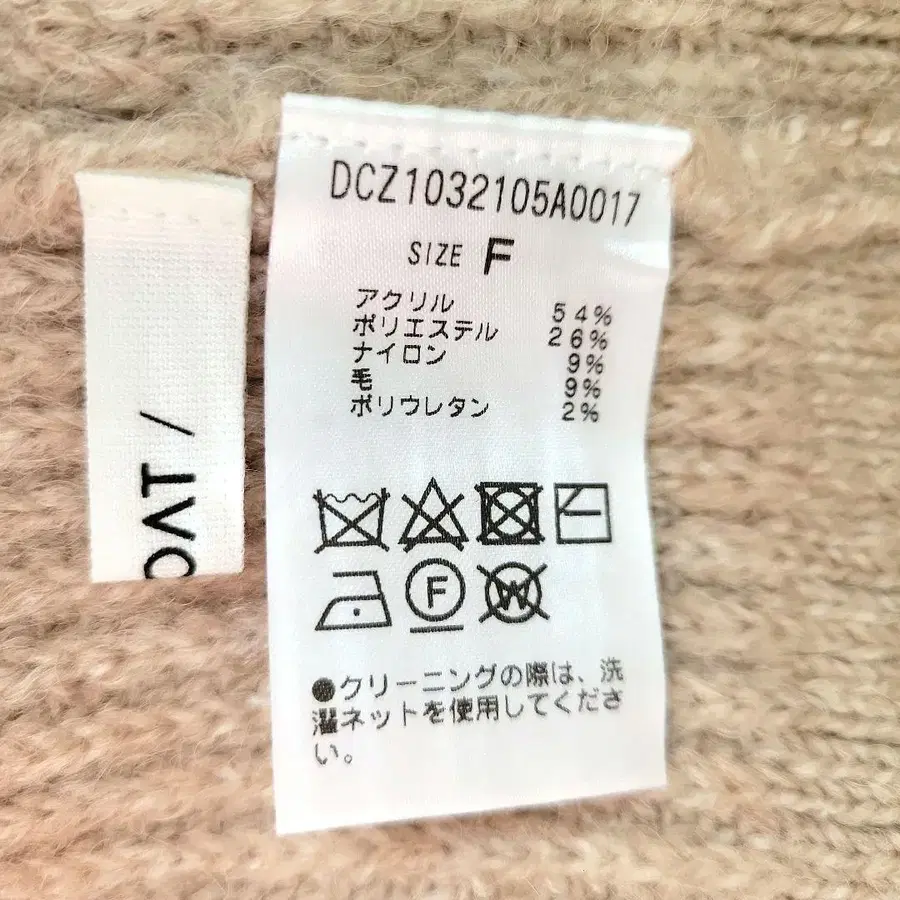 DCZ1032105A0017
SIZE F
アクリル 54%
ポリエステル 26%
ナイロン 9%
毛 9%
ポリウレタン 2%
F
W
●クリーニングの際は、洗
濯ネットを使用してくださ
い。
OAT /